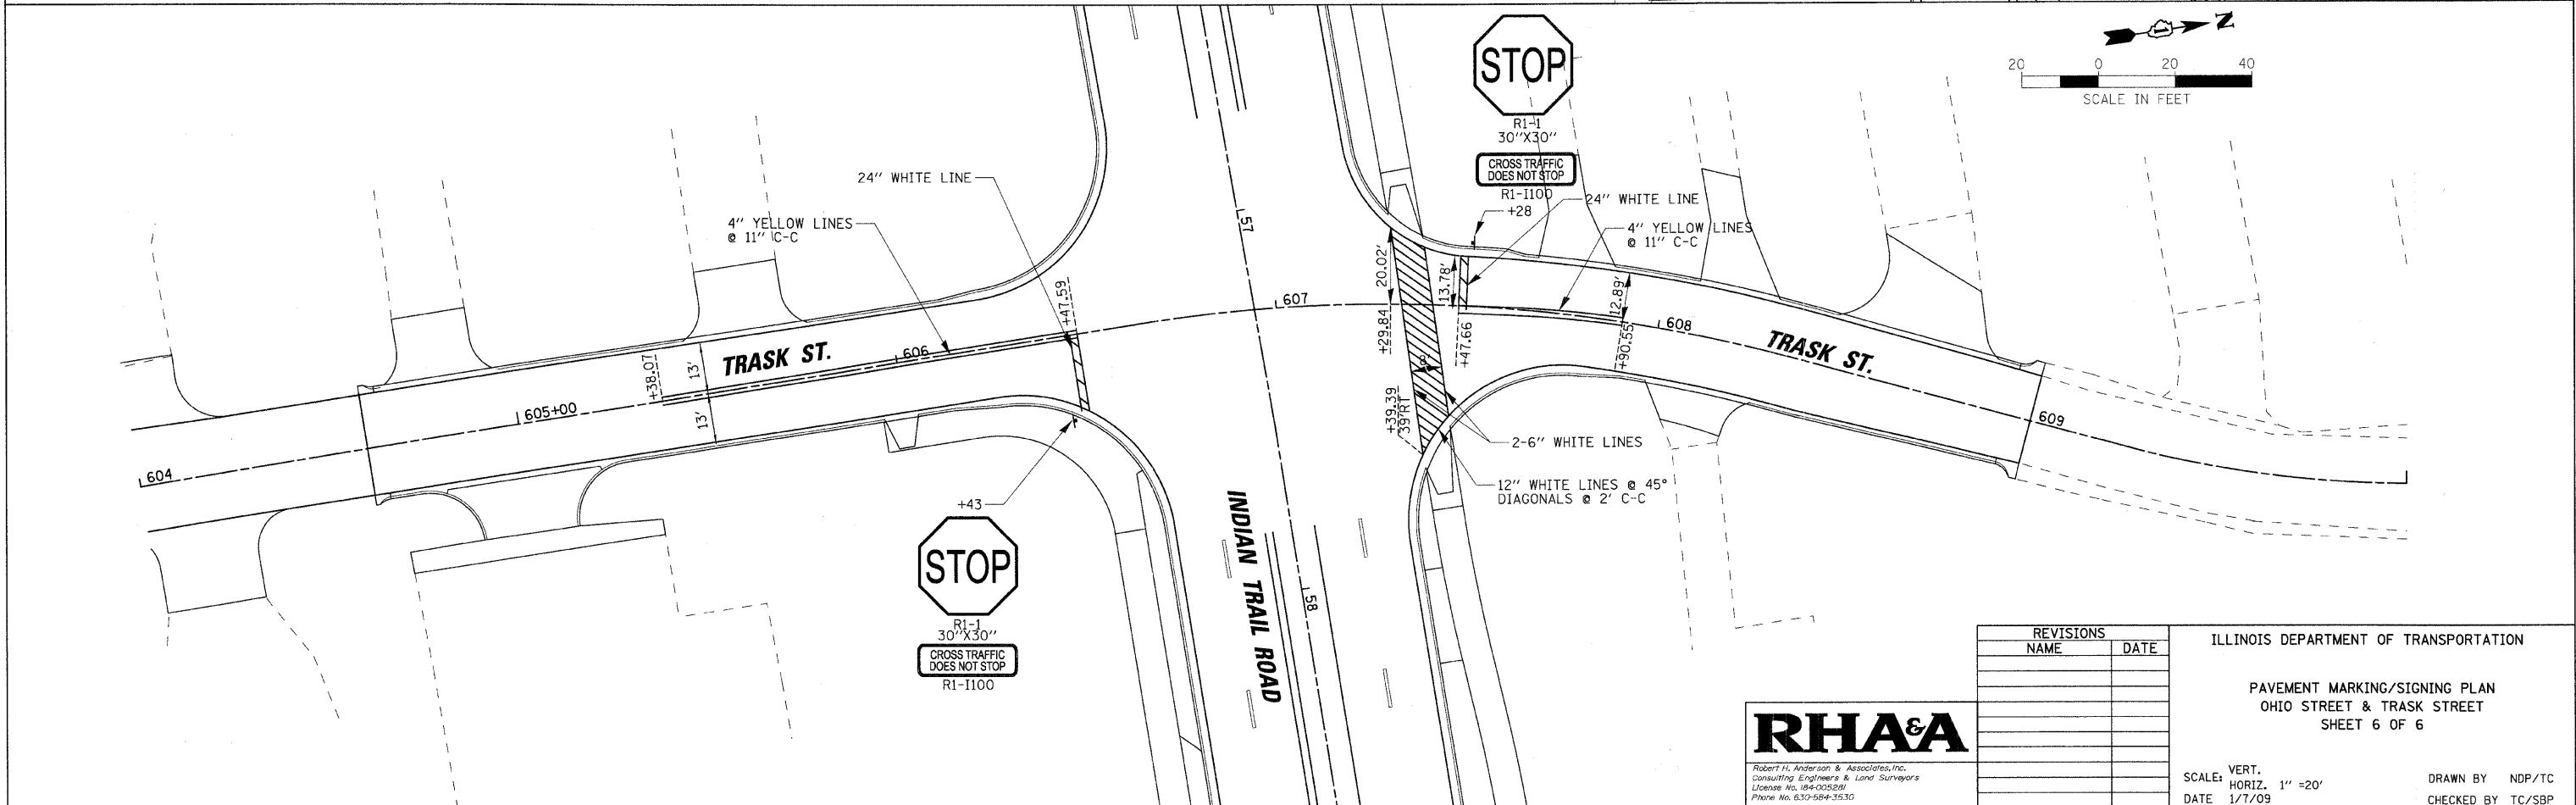 STOP
R1-1
30"X30"
CROSS TRAFFIC
DOES NOT STOP
R1-I100
+28
N
20 0 20 40
SCALE IN FEET
24" WHITE LINE
4" YELLOW LINES
@ 11" C-C
24" WHITE LINE
4" YELLOW LINES
@ 11" C-C
57
+47.59
20.02'
13.78'
12.89'
607
608
609
+29.84
+47.66
+90.55
TRASK ST.
TRASK ST.
606
+38.07
13'
13'
605+00
604
8'
+39.39
39'RT
2-6" WHITE LINES
12" WHITE LINES @ 45°
DIAGONALS @ 2' C-C
+43
STOP
R1-1
30"X30"
CROSS TRAFFIC
DOES NOT STOP
R1-I100
INDIAN TRAIL ROAD
58
REVISIONS
NAME DATE
ILLINOIS DEPARTMENT OF TRANSPORTATION
PAVEMENT MARKING/SIGNING PLAN
OHIO STREET & TRASK STREET
SHEET 6 OF 6
SCALE: VERT.
HORIZ. 1" =20'
DATE 1/7/09
DRAWN BY NDP/TC
CHECKED BY TC/SBP
RHA&A
Robert H. Anderson & Associates, Inc.
Consulting Engineers & Land Surveyors
License No. 184-005281
Phone No. 630-584-3530